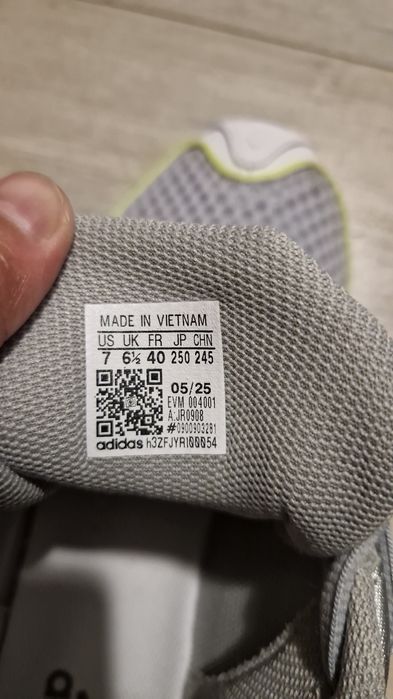 MADE IN VIETNAM
US UK FR JP CHN
7 6½ 40 250 245
05/25
EVM 004001
A:JR0908
#0900903281
adidas h3ZFJYR100054